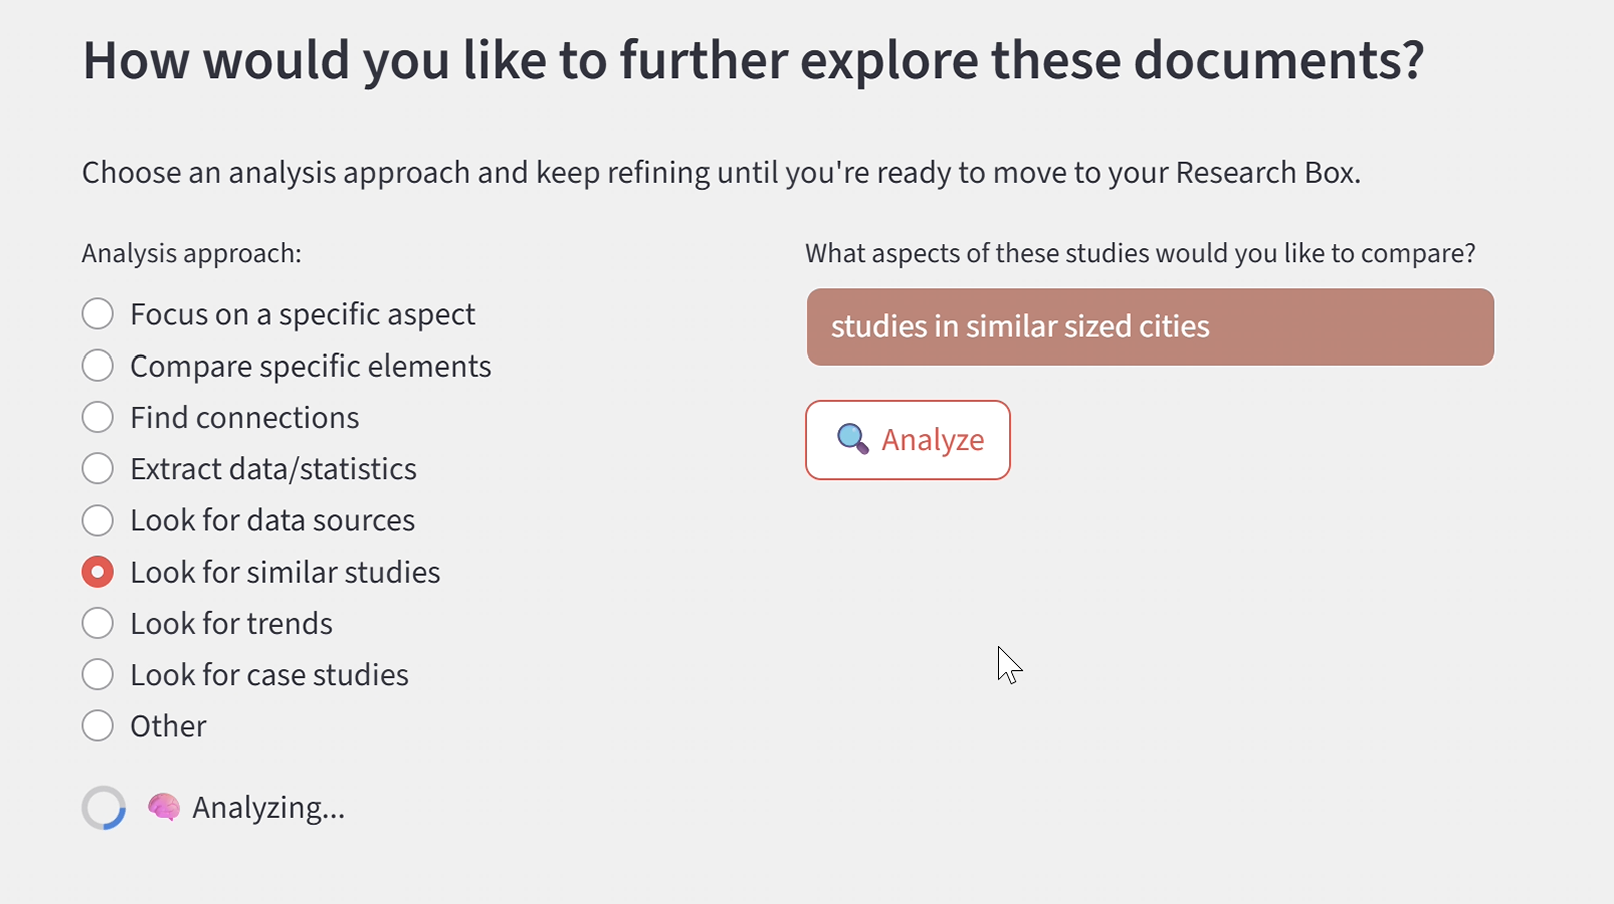 How would you like to further explore these documents?
Choose an analysis approach and keep refining until you're ready to move to your Research Box.
Analysis approach:
Focus on a specific aspect
Compare specific elements
Find connections
Extract data/statistics
Look for data sources
Look for similar studies
Look for trends
Look for case studies
Other
Analyzing...
What aspects of these studies would you like to compare?
studies in similar sized cities
Analyze